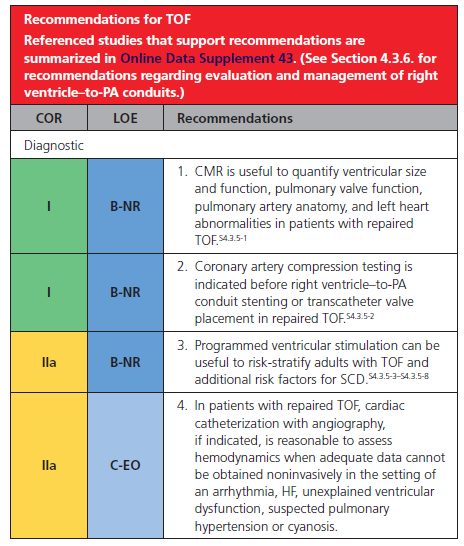 Recommendations for TOF
Referenced studies that support recommendations are
summarized in Online Data Supplement 43. (See Section 4.3.6. for
recommendations regarding evaluation and management of right
ventricle–to-PA conduits.)
COR LOE Recommendations
Diagnostic
I B-NR 1. CMR is useful to quantify ventricular size
and function, pulmonary valve function,
pulmonary artery anatomy, and left heart
abnormalities in patients with repaired
TOF.S4.3.5-1
I B-NR 2. Coronary artery compression testing is
indicated before right ventricle–to-PA
conduit stenting or transcatheter valve
placement in repaired TOF.S4.3.5-2
IIa B-NR 3. Programmed ventricular stimulation can be
useful to risk-stratify adults with TOF and
additional risk factors for SCD.S4.3.5-3–S4.3.5-8
IIa C-EO 4. In patients with repaired TOF, cardiac
catheterization with angiography,
if indicated, is reasonable to assess
hemodynamics when adequate data cannot
be obtained noninvasively in the setting of
an arrhythmia, HF, unexplained ventricular
dysfunction, suspected pulmonary
hypertension or cyanosis.